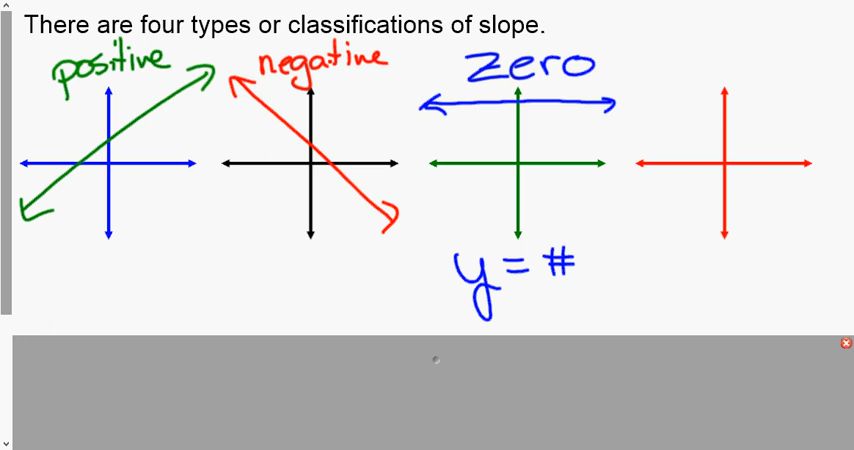 There are four types or classifications of slope.
positive negative zero
y = #